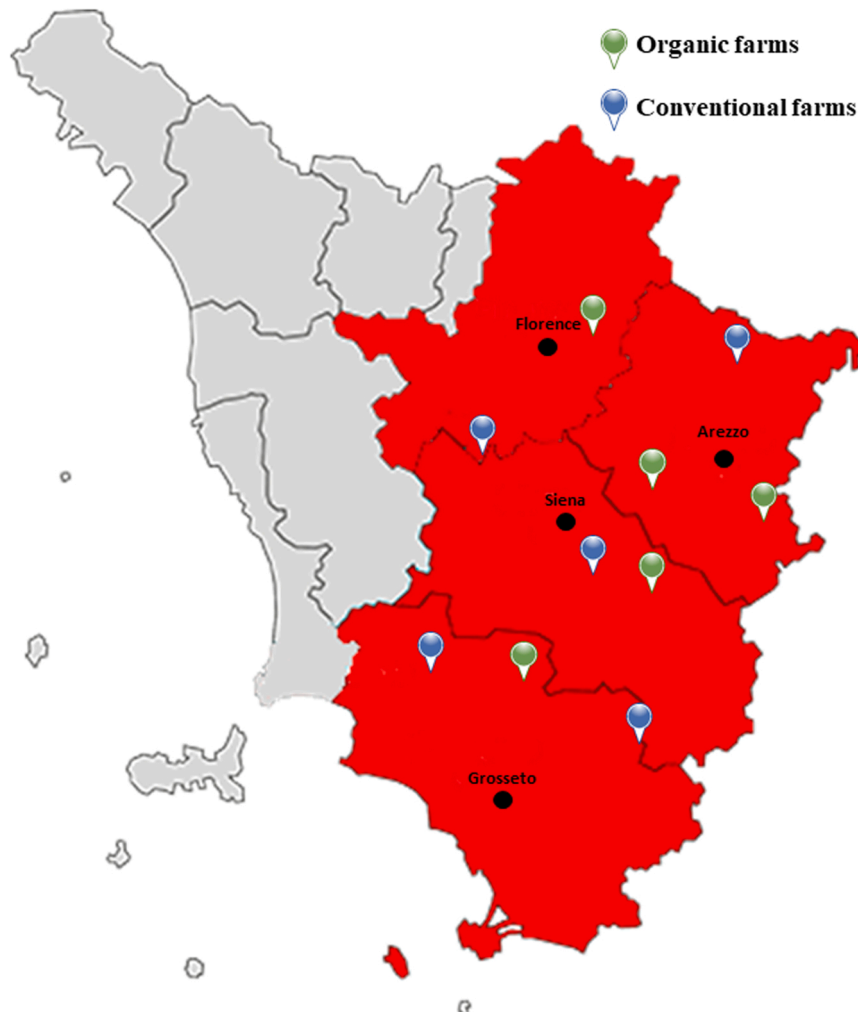 Organic farms
Conventional farms
Florence
Arezzo
Siena
Grosseto